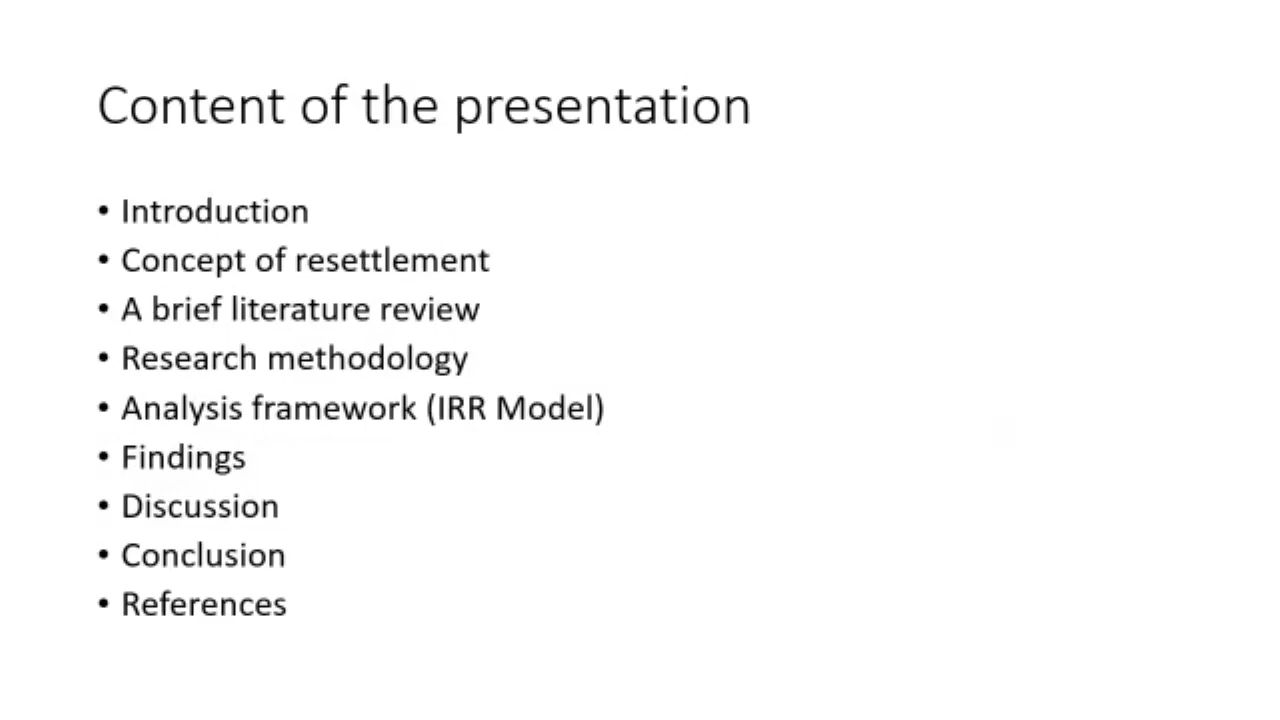 Content of the presentation
• Introduction
• Concept of resettlement
• A brief literature review
• Research methodology
• Analysis framework (IRR Model)
• Findings
• Discussion
• Conclusion
• References